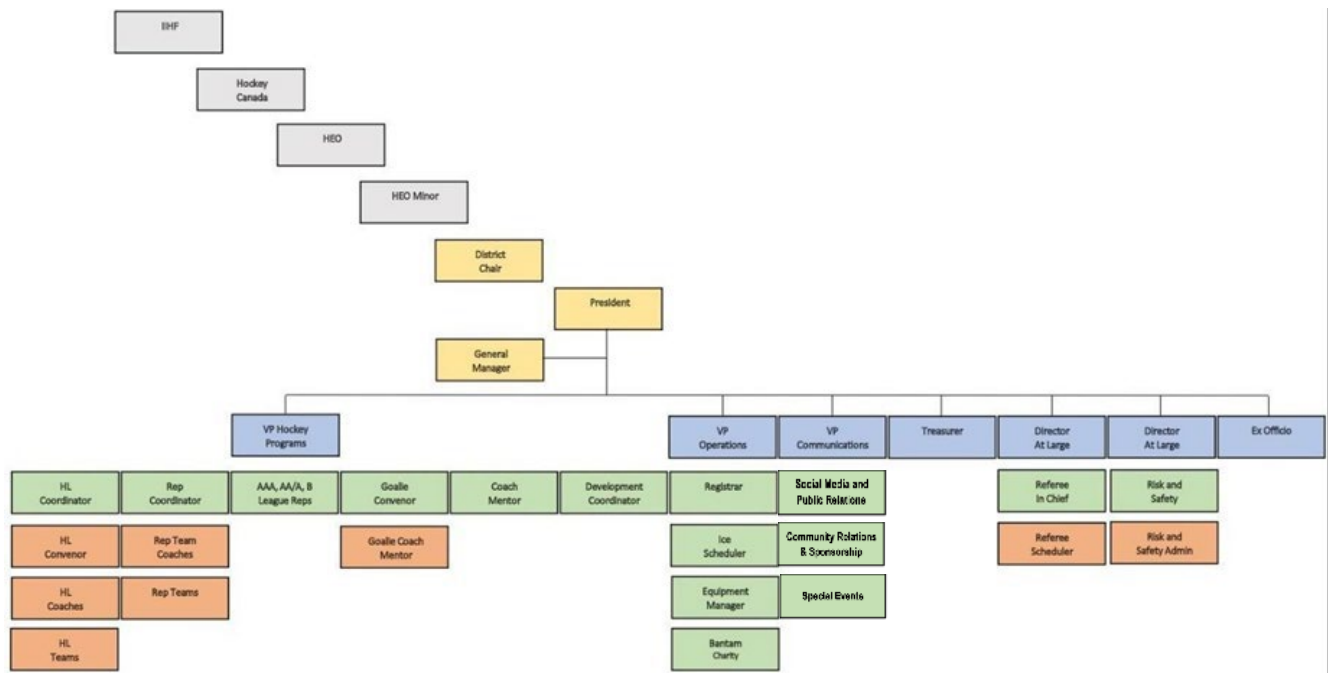 IIHF
Hockey
Canada
HEO
HEO Minor
District
Chair
President
General
Manager
VP Hockey
Programs
VP
Operations
VP
Communications
Treasurer
Director
At Large
Director
At Large
Ex Officio
HL
Coordinator
Rep
Coordinator
AAA, AA/A, B
League Reps
Goalie
Convenor
Coach
Mentor
Development
Coordinator
Registrar
Social Media and
Public Relations
Referee
In Chief
Risk and
Safety
HL
Convenor
Rep Team
Coaches
Goalie Coach
Mentor
Ice
Scheduler
Community Relations
& Sponsorship
Referee
Scheduler
Risk and
Safety Admin
HL
Coaches
Rep Teams
Equipment
Manager
Special Events
HL
Teams
Bantam
Charity